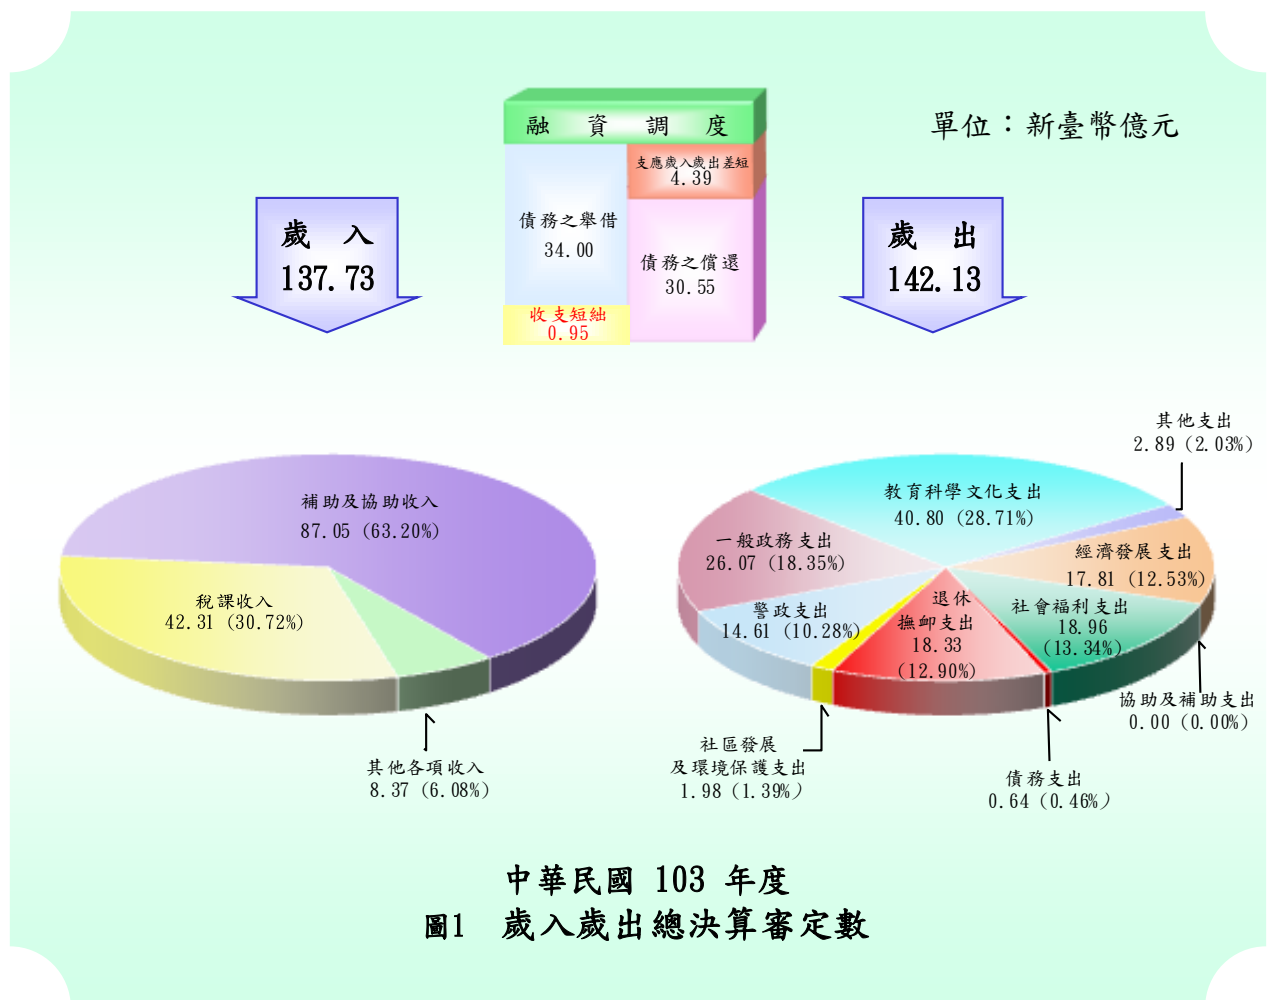 單位：新臺幣億元
融 資 調 度
支應歲入歲出差短
4.39
債務之舉借
34.00
債務之償還
30.55
收支短絀
0.95
歲 入
137.73
歲 出
142.13
補助及協助收入
87.05 (63.20%)
稅課收入
42.31 (30.72%)
其他各項收入
8.37 (6.08%)
其他支出
2.89 (2.03%)
教育科學文化支出
40.80 (28.71%)
一般政務支出
26.07 (18.35%)
經濟發展支出
17.81 (12.53%)
警政支出
14.61 (10.28%)
退休
撫卹支出
18.33
(12.90%)
社會福利支出
18.96
(13.34%)
協助及補助支出
0.00 (0.00%)
社區發展
及環境保護支出
1.98 (1.39%)
債務支出
0.64 (0.46%)
中華民國 103 年度
圖1 歲入歲出總決算審定數